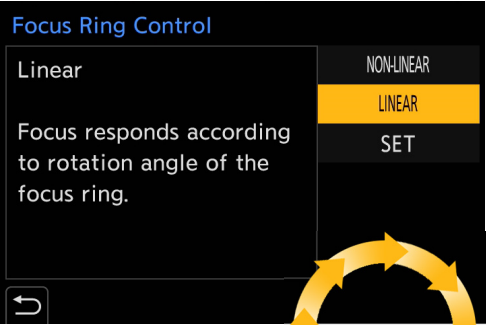 Focus Ring Control
Linear
Focus responds according
to rotation angle of the
focus ring.
NON-LINEAR
LINEAR
SET